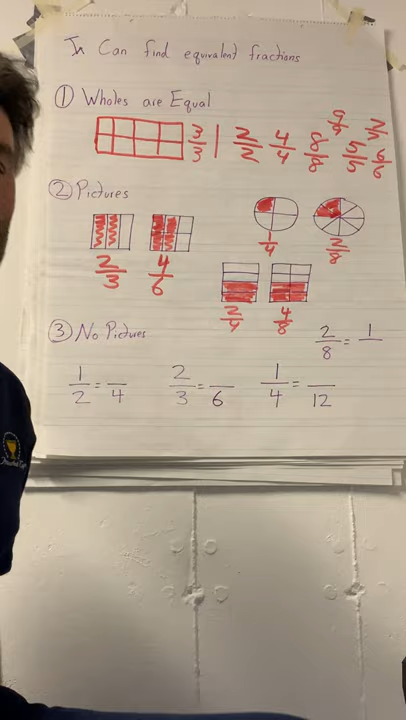 In Can find equivalent fractions
① Wholes are Equal
3/3 | 2/2 4/4 8/8 9/9 5/5 6/6
② Pictures
2/3 4/6 1/4 2/8
2/4 4/8
③ No Pictures
2/8 = 1/
1/2 = /4 2/3 = /6 1/4 = /12